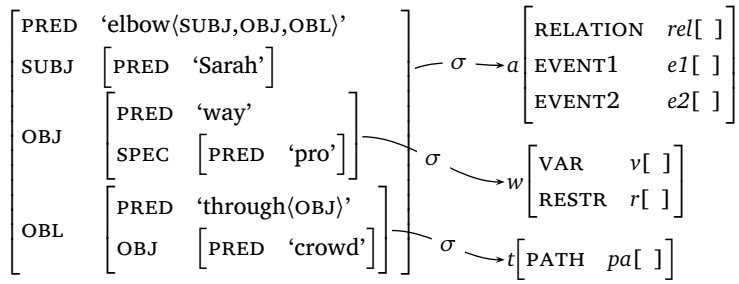 PRED ‘elbow⟨SUBJ,OBJ,OBL⟩’
SUBJ [PRED ‘Sarah’]
OBJ [PRED ‘way’
SPEC [PRED ‘pro’]]
OBL [PRED ‘through⟨OBJ⟩’
OBJ [PRED ‘crowd’]]
σ
a[RELATION rel[ ]
EVENT1 e1[ ]
EVENT2 e2[ ]]
σ
w[VAR v[ ]
RESTR r[ ]]
σ
t[PATH pa[ ]]